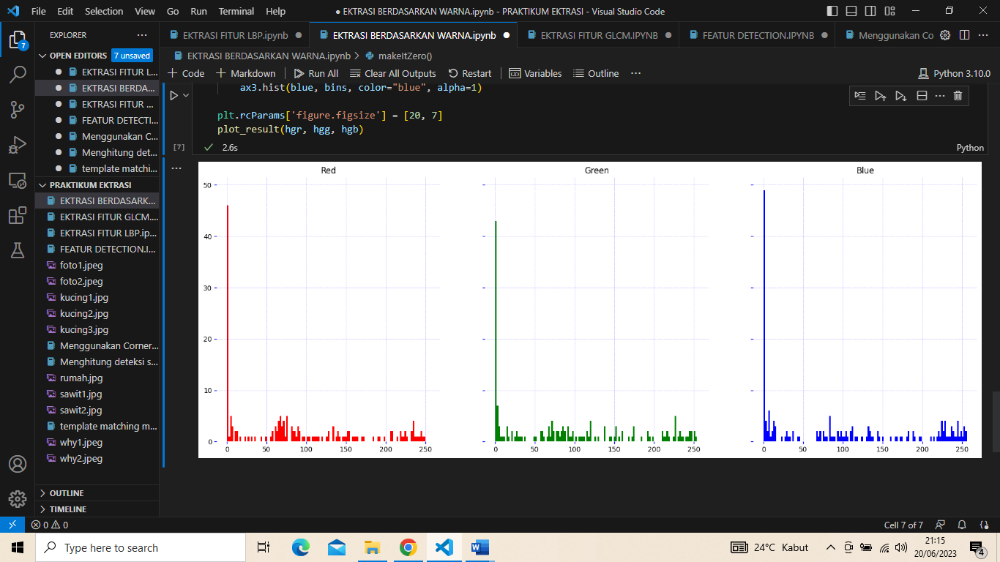 File Edit Selection View Go Run Terminal Help
● EKTRASI BERDASARKAN WARNA.ipynb - PRAKTIKUM EKTRASI - Visual Studio Code
EXPLORER
OPEN EDITORS 7 unsaved
EKTRASI FITUR L...
EKTRASI BERDA...
EKTRASI FITUR ...
FEATUR DETECTI...
Menggunakan C...
Menghitung det...
template matchi...
PRAKTIKUM EKTRASI
EKTRASI BERDASARK...
EKTRASI FITUR GLCM....
EKTRASI FITUR LBP.ip...
FEATUR DETECTION.I...
foto1.jpeg
foto2.jpeg
kucing1.jpg
kucing2.jpg
kucing3.jpg
Menggunakan Corner...
Menghitung deteksi s...
rumah.jpg
sawit1.jpg
sawit2.jpg
template matching m...
why1.jpeg
why2.jpeg
OUTLINE
TIMELINE
7
EKTRASI FITUR LBP.ipynb
EKTRASI BERDASARKAN WARNA.ipynb
EKTRASI FITUR GLCM.IPYNB
FEATUR DETECTION.IPYNB
Menggunakan Co
EKTRASI BERDASARKAN WARNA.ipynb > makeItZero()
+ Code + Markdown Run All Clear All Outputs Restart Variables Outline ...
Python 3.10.0
ax3.hist(blue, bins, color="blue", alpha=1)
plt.rcParams['figure.figsize'] = [20, 7]
plot_result(hgr, hgg, hgb)
[7] ✓ 2.6s
Python
Red
Green
Blue
50
40
30
20
10
0
0 50 100 150 200 250
0 50 100 150 200 250
0 50 100 150 200 250
0 0
Cell 7 of 7
Type here to search
24°C Kabut
21:15
20/06/2023
4